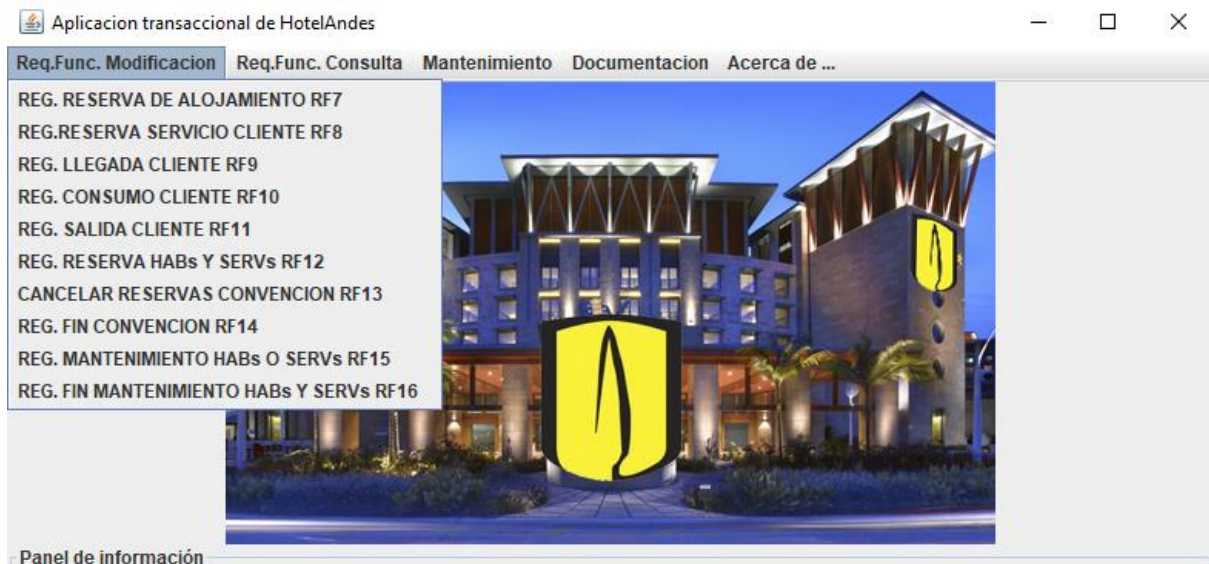 Aplicacion transaccional de HotelAndes
Req.Func. Modificacion Req.Func. Consulta Mantenimiento Documentacion Acerca de ...
REG. RESERVA DE ALOJAMIENTO RF7
REG.RESERVA SERVICIO CLIENTE RF8
REG. LLEGADA CLIENTE RF9
REG. CONSUMO CLIENTE RF10
REG. SALIDA CLIENTE RF11
REG. RESERVA HABs Y SERVs RF12
CANCELAR RESERVAS CONVENCION RF13
REG. FIN CONVENCION RF14
REG. MANTENIMIENTO HABs O SERVs RF15
REG. FIN MANTENIMIENTO HABs Y SERVs RF16
Panel de información